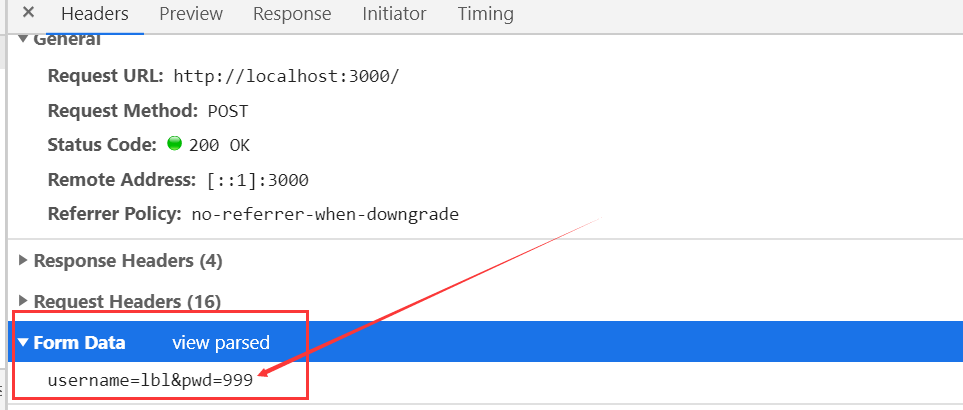 × Headers Preview Response Initiator Timing
▼ General
Request URL: http://localhost:3000/
Request Method: POST
Status Code: 200 OK
Remote Address: [::1]:3000
Referrer Policy: no-referrer-when-downgrade
▶ Response Headers (4)
▶ Request Headers (16)
▼ Form Data view parsed
username=lbl&pwd=999